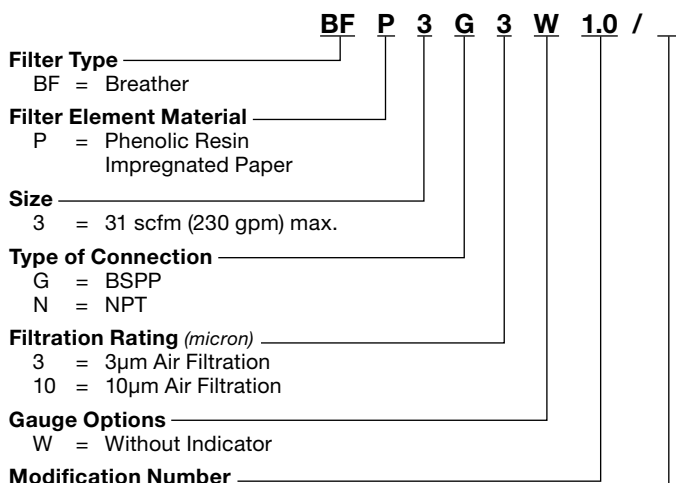 BF P 3 G 3 W 1.0 /
Filter Type
BF = Breather
Filter Element Material
P = Phenolic Resin
Impregnated Paper
Size
3 = 31 scfm (230 gpm) max.
Type of Connection
G = BSPP
N = NPT
Filtration Rating (micron)
3 = 3µm Air Filtration
10 = 10µm Air Filtration
Gauge Options
W = Without Indicator
Modification Number